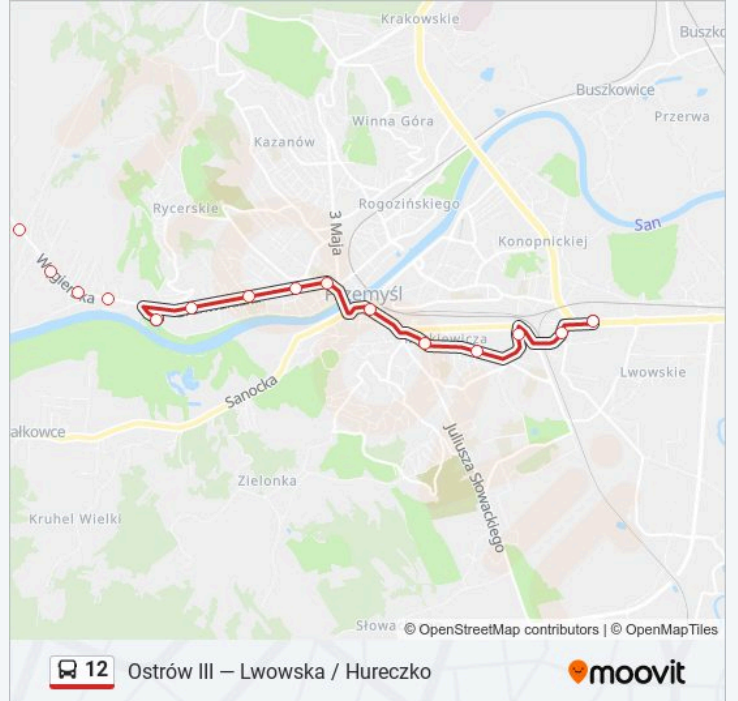 Krakowskie
Buszko
Buszkowice
Winna Góra
Przerwa
Kazanów
Rycerskie
Rogozińskiego
3 Maja
San
Konopnickiej
Węgierska
Przemyśl
Lwowskie
Sanocka
ałkowce
Juliusza Słowackiego
Zielonka
Kruhel Wielki
Słowa
© OpenStreetMap contributors | © OpenMapTiles
12 Ostrów III – Lwowska / Hureczko
moovit